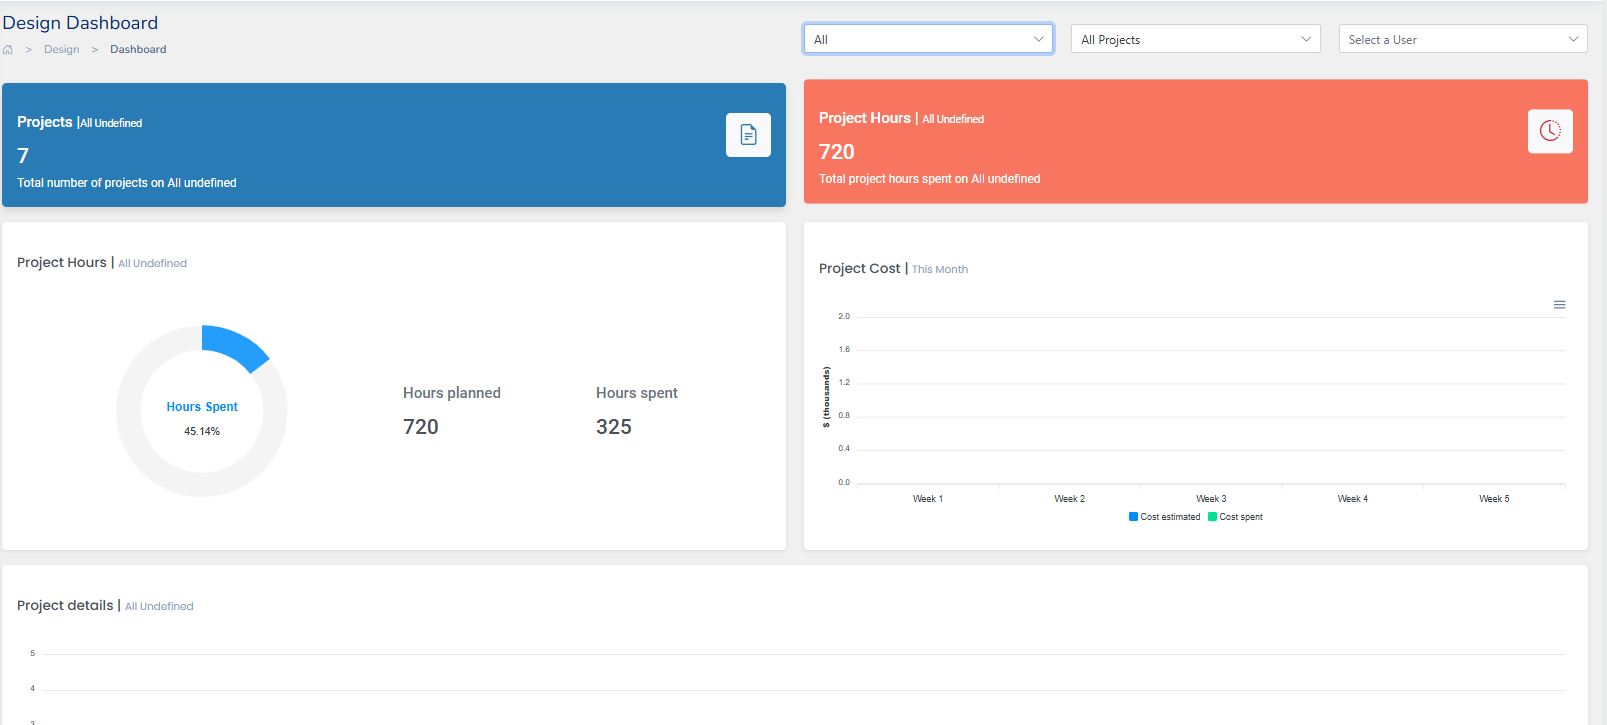 Design Dashboard
> Design > Dashboard
All
All Projects
Select a User
Projects |All Undefined
7
Total number of projects on All undefined
Project Hours | All Undefined
720
Total project hours spent on All undefined
Project Hours | All Undefined
Hours Spent
45.14%
Hours planned
720
Hours spent
325
Project Cost | This Month
$ (thousands)
2.0
1.6
1.2
0.8
0.4
0.0
Week 1 Week 2 Week 3 Week 4 Week 5
Cost estimated Cost spent
Project details | All Undefined
5
4
3